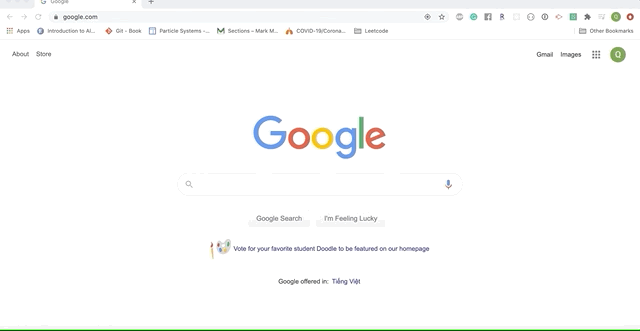 Google
google.com
Apps Introduction to Al... Git - Book Particle Systems -... Sections – Mark M... COVID-19/Corona... Leetcode Other Bookmarks
About Store Gmail Images Q
Google
Google Search I'm Feeling Lucky
Vote for your favorite student Doodle to be featured on our homepage
Google offered in: Tiếng Việt